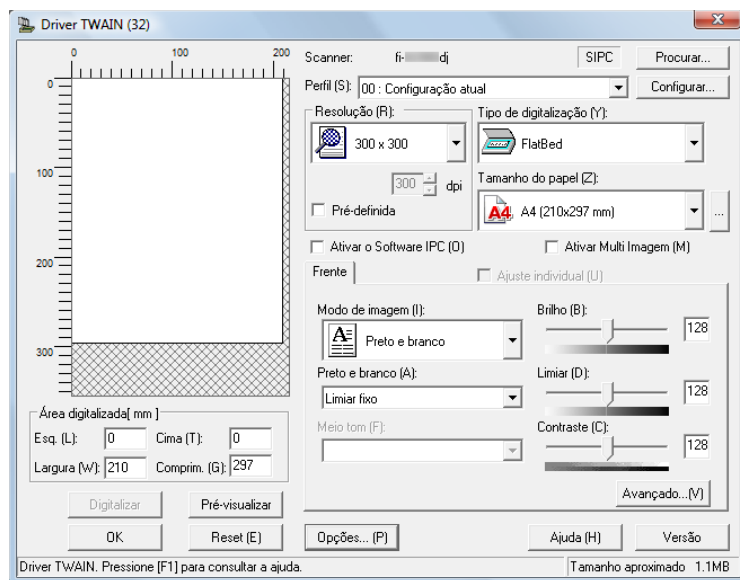 Driver TWAIN (32)
0 100 200
0
100
200
300
Scanner: fi- dj SIPC Procurar...
Perfil (S): 00 : Configuração atual Configurar...
Resolução (R):
300 x 300
300 dpi
Pré-definida
Tipo de digitalização (Y):
FlatBed
Tamanho do papel (Z):
A4 A4 (210x297 mm) ...
Ativar o Software IPC (O) Ativar Multi Imagem (M)
Frente Ajuste individual (U)
Modo de imagem (I):
A Preto e branco
Preto e branco (A):
Limiar fixo
Meio tom (F):
Brilho (B):
128
Limiar (D):
128
Contraste (C):
128
Avançado...(V)
Área digitalizada[ mm ]
Esq. (L): 0 Cima (T): 0
Largura (W): 210 Comprim. (G): 297
Digitalizar Pré-visualizar
OK Reset (E) Opções... (P) Ajuda (H) Versão
Driver TWAIN. Pressione [F1] para consultar a ajuda. Tamanho aproximado 1.1MB